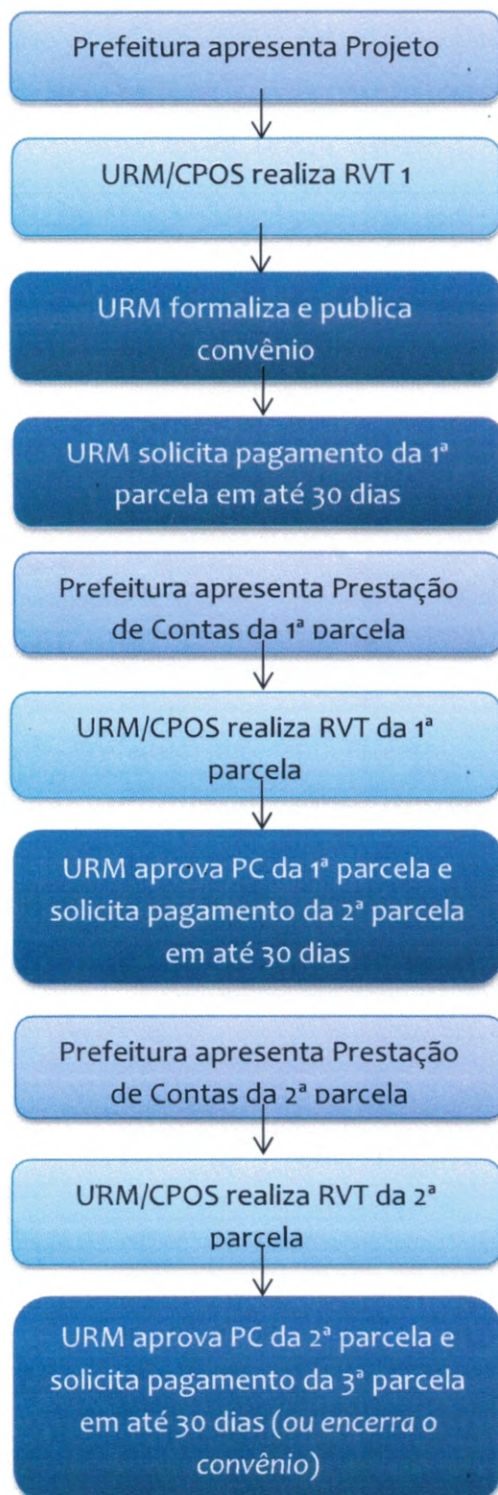 Prefeitura apresenta Projeto
URM/CPOS realiza RVT 1
URM formaliza e publica
convênio
URM solicita pagamento da 1ª
parcela em até 30 dias
Prefeitura apresenta Prestação
de Contas da 1ª parcela
URM/CPOS realiza RVT da 1ª
parcela
URM aprova PC da 1ª parcela e
solicita pagamento da 2ª parcela
em até 30 dias
Prefeitura apresenta Prestação
de Contas da 2ª parcela
URM/CPOS realiza RVT da 2ª
parcela
URM aprova PC da 2ª parcela e
solicita pagamento da 3ª parcela
em até 30 dias (ou encerra o
convênio)